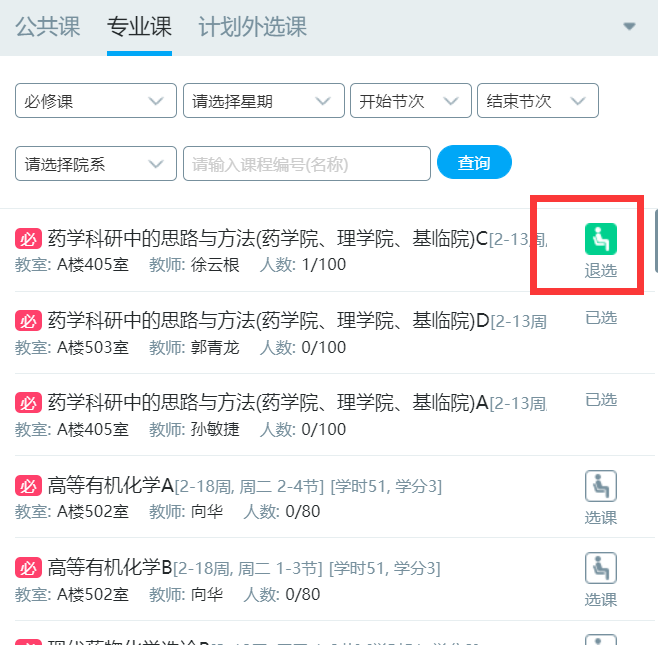 公共课 专业课 计划外选课
必修课 请选择星期 开始节次 结束节次
请选择院系 请输入课程编号(名称) 查询
必 药学科研中的思路与方法(药学院、理学院、基临院)C[2-13周,
教室: A楼405室 教师: 徐云根 人数: 1/100
退选
必 药学科研中的思路与方法(药学院、理学院、基临院)D[2-13周
已选
教室: A楼503室 教师: 郭青龙 人数: 0/100
必 药学科研中的思路与方法(药学院、理学院、基临院)A[2-13周,
已选
教室: A楼405室 教师: 孙敏捷 人数: 0/100
必 高等有机化学A[2-18周, 周二 2-4节] [学时51, 学分3]
教室: A楼502室 教师: 向华 人数: 0/80
选课
必 高等有机化学B[2-18周, 周二 1-3节] [学时51, 学分3]
教室: A楼502室 教师: 向华 人数: 0/80
选课